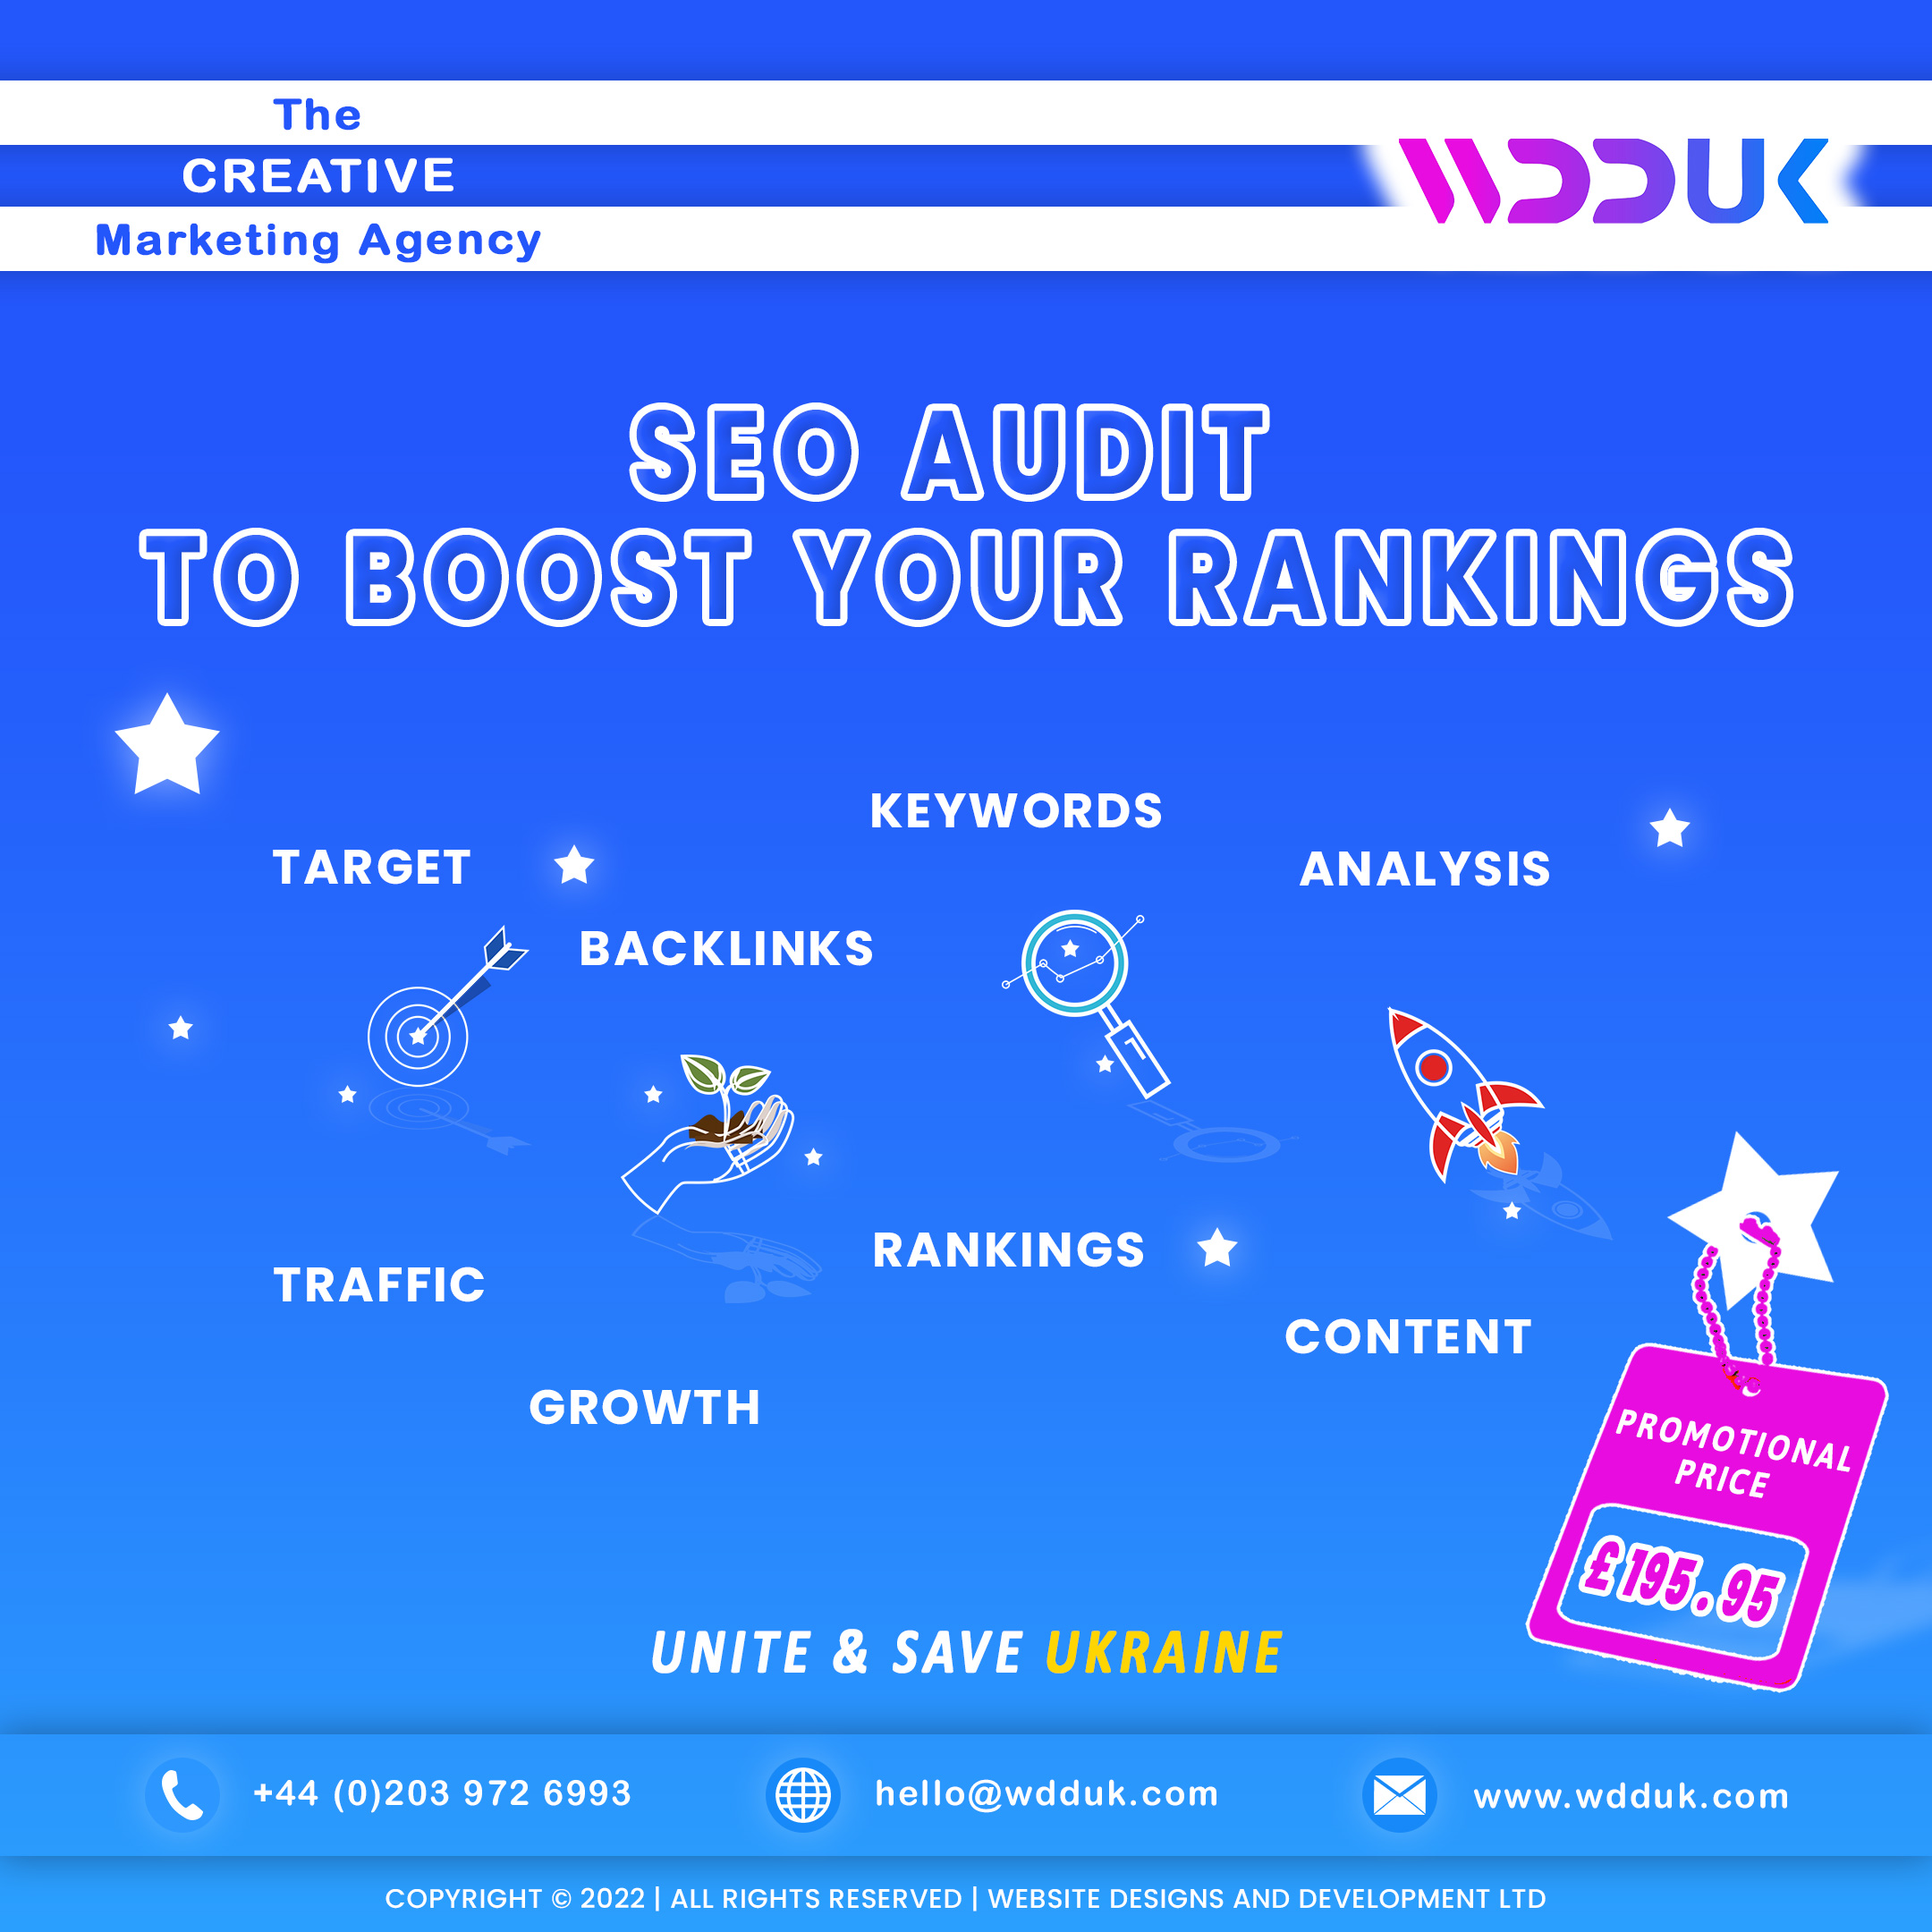 The
CREATIVE
Marketing Agency
WDDUK
SEO AUDIT
TO BOOST YOUR RANKINGS
KEYWORDS
TARGET
ANALYSIS
BACKLINKS
RANKINGS
TRAFFIC
CONTENT
GROWTH
PROMOTIONAL
PRICE
£195.95
UNITE & SAVE UKRAINE
+44 (0)203 972 6993
hello@wdduk.com
www.wdduk.com
COPYRIGHT © 2022 | ALL RIGHTS RESERVED | WEBSITE DESIGNS AND DEVELOPMENT LTD